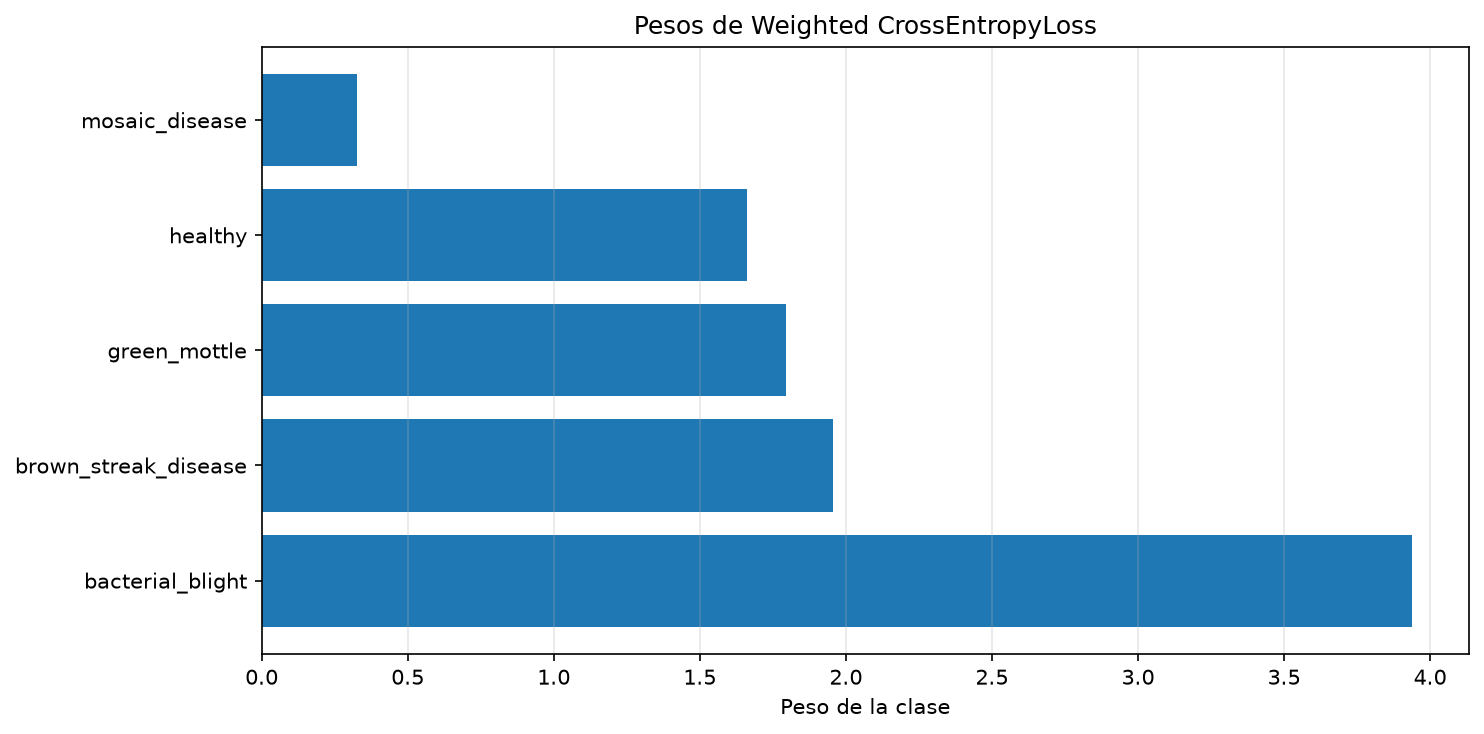 Pesos de Weighted CrossEntropyLoss
mosaic_disease
healthy
green_mottle
brown_streak_disease
bacterial_blight
0.0 0.5 1.0 1.5 2.0 2.5 3.0 3.5 4.0
Peso de la clase